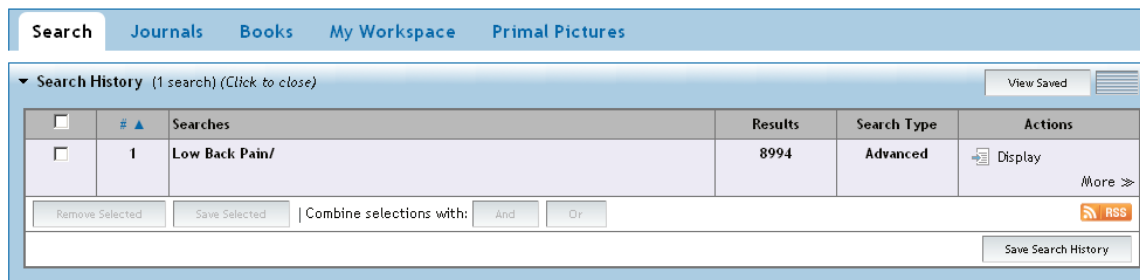 Search Journals Books My Workspace Primal Pictures
▼ Search History (1 search) (Click to close) View Saved
# ▲ Searches Results Search Type Actions
1 Low Back Pain/ 8994 Advanced Display
More ≫
Remove Selected Save Selected | Combine selections with: And Or RSS
Save Search History